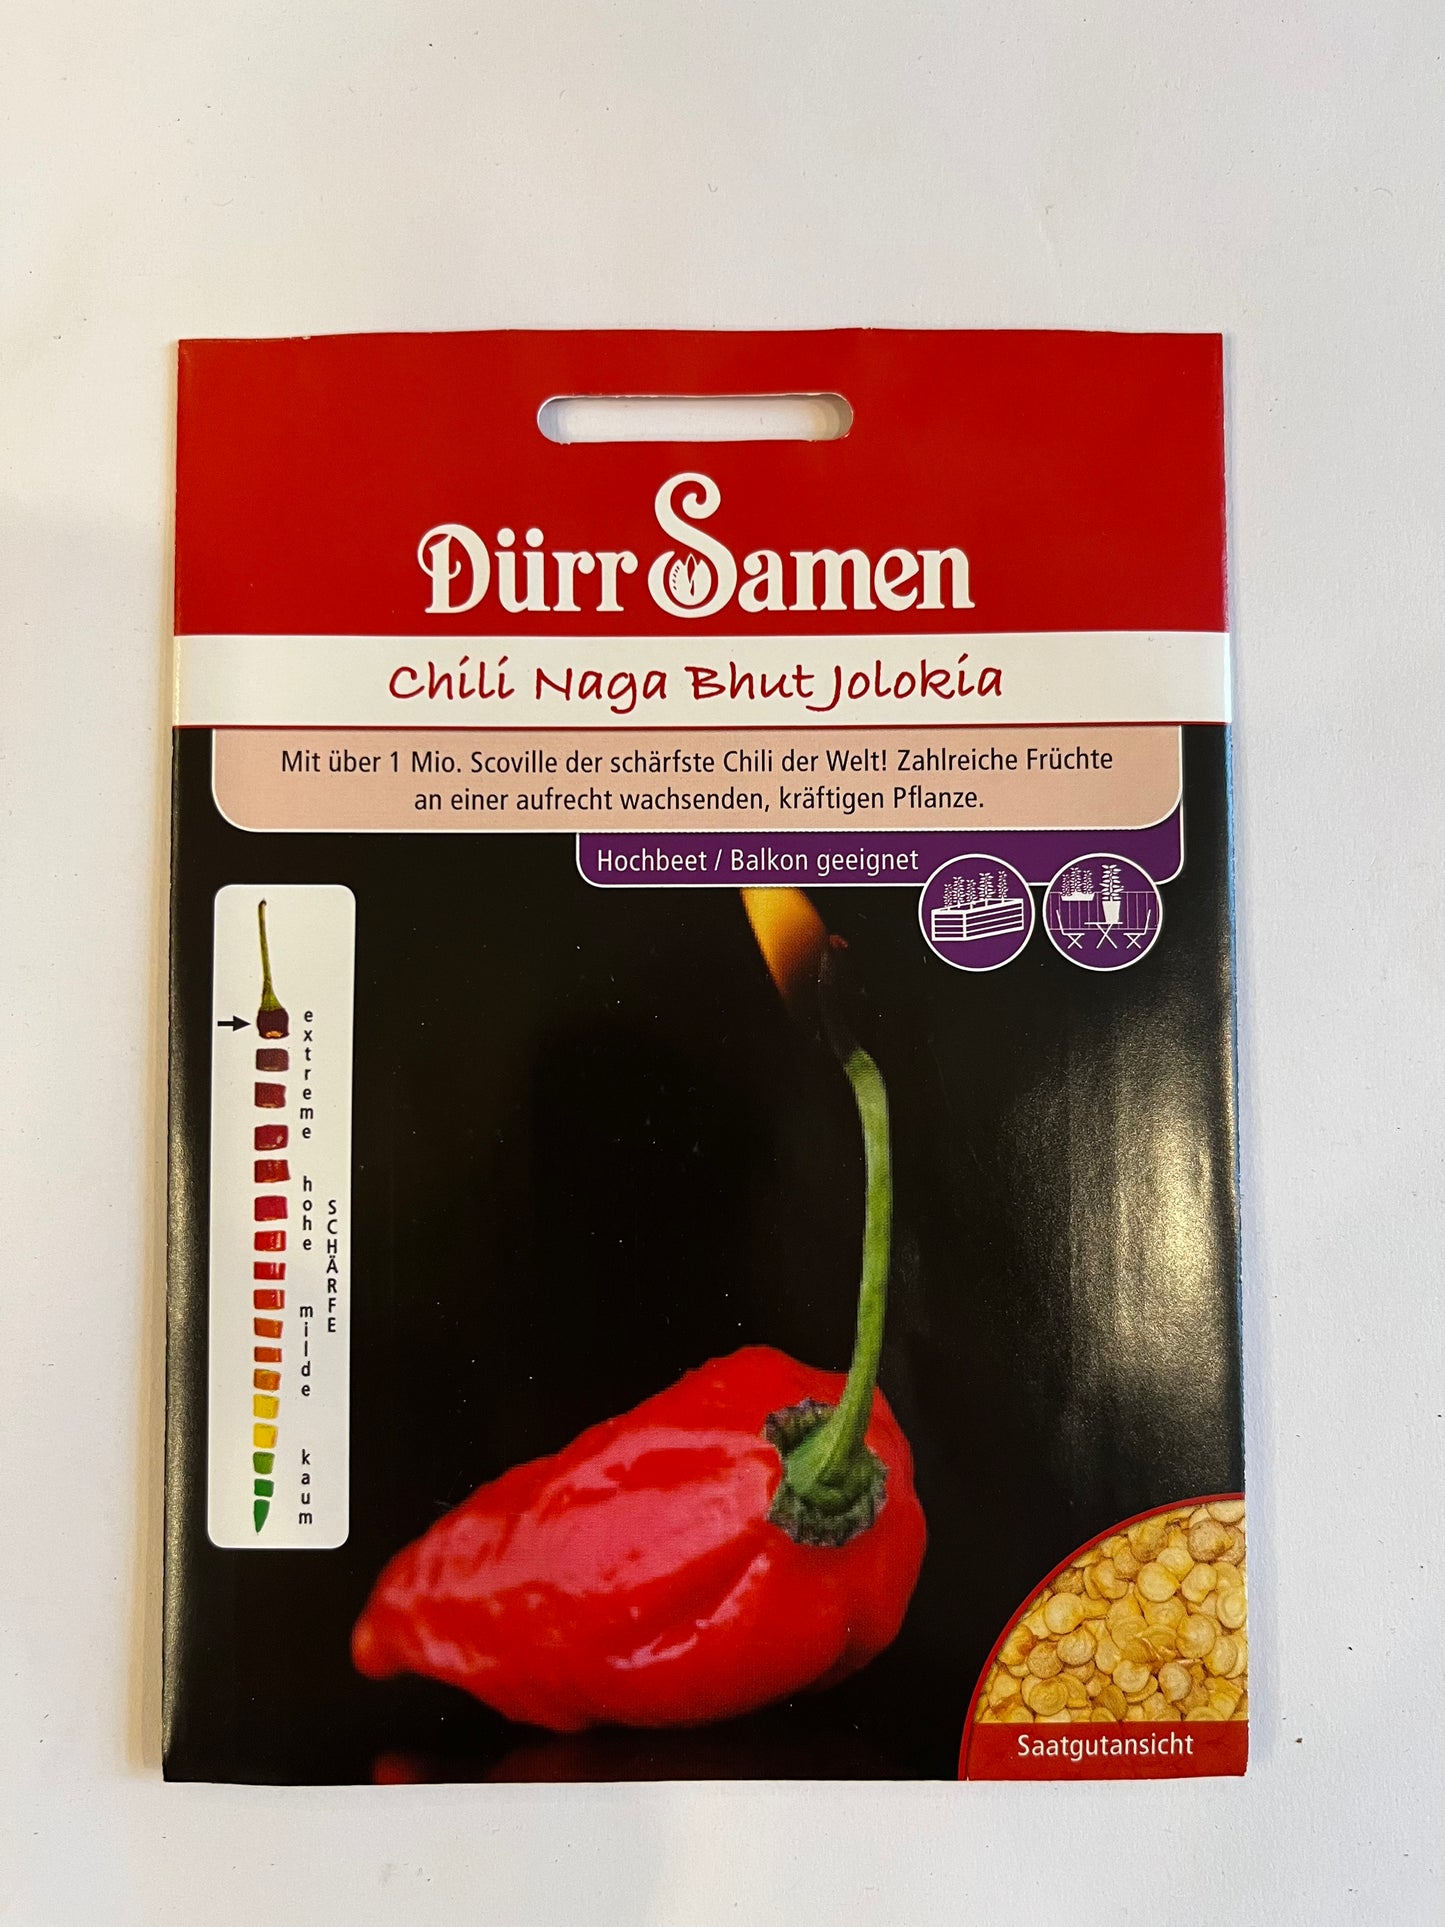 Dürr Samen
Chili Naga Bhut Jolokia
Mit über 1 Mio. Scoville der schärfste Chili der Welt! Zahlreiche Früchte
an einer aufrecht wachsenden, kräftigen Pflanze.
Hochbeet / Balkon geeignet
extreme
hohe
milde
kaum
SCHÄRFE
Saatgutansicht